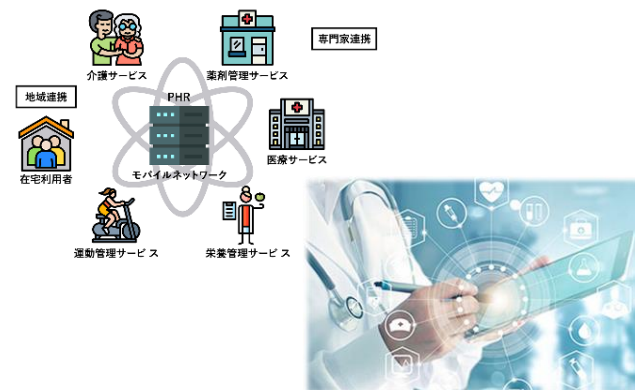 介護サービス
薬剤管理サービス
専門家連携
地域連携
PHR
モバイルネットワーク
医療サービス
在宅利用者
運動管理サービス
栄養管理サービス